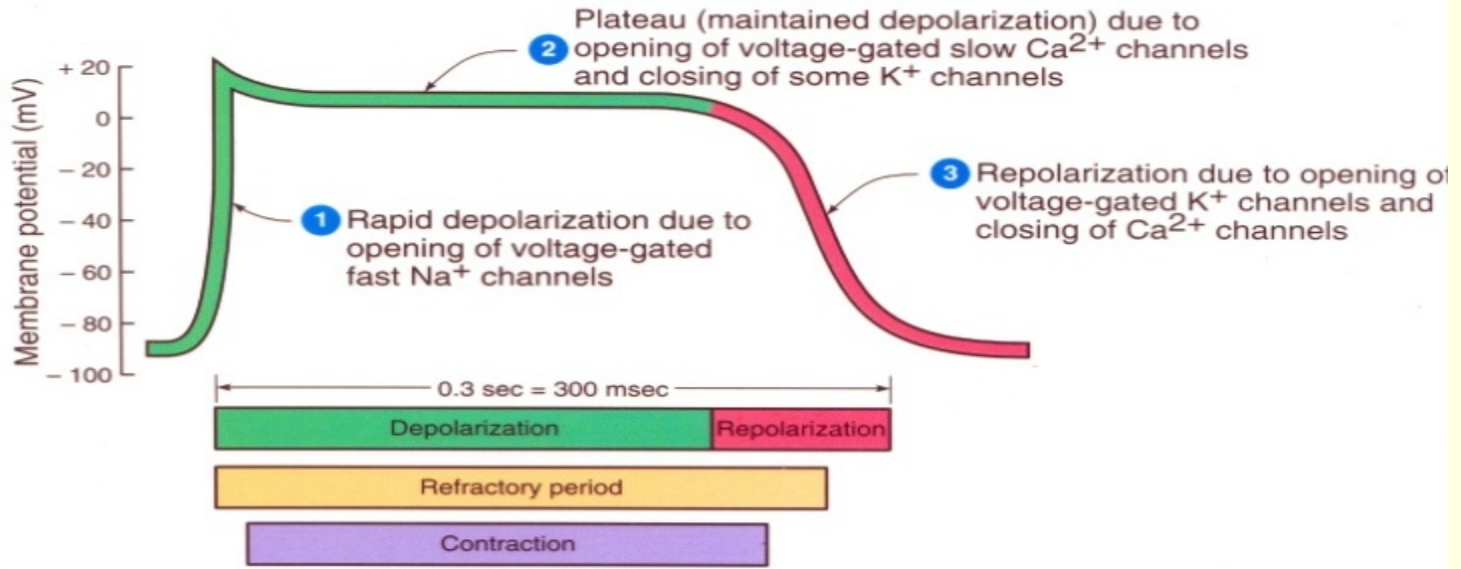 Plateau (maintained depolarization) due to
2 opening of voltage-gated slow Ca2+ channels
and closing of some K+ channels
Membrane potential (mV)
+ 20
0
– 20
– 40
– 60
– 80
– 100
1 Rapid depolarization due to
opening of voltage-gated
fast Na+ channels
3 Repolarization due to opening of
voltage-gated K+ channels and
closing of Ca2+ channels
0.3 sec = 300 msec
Depolarization
Repolarization
Refractory period
Contraction